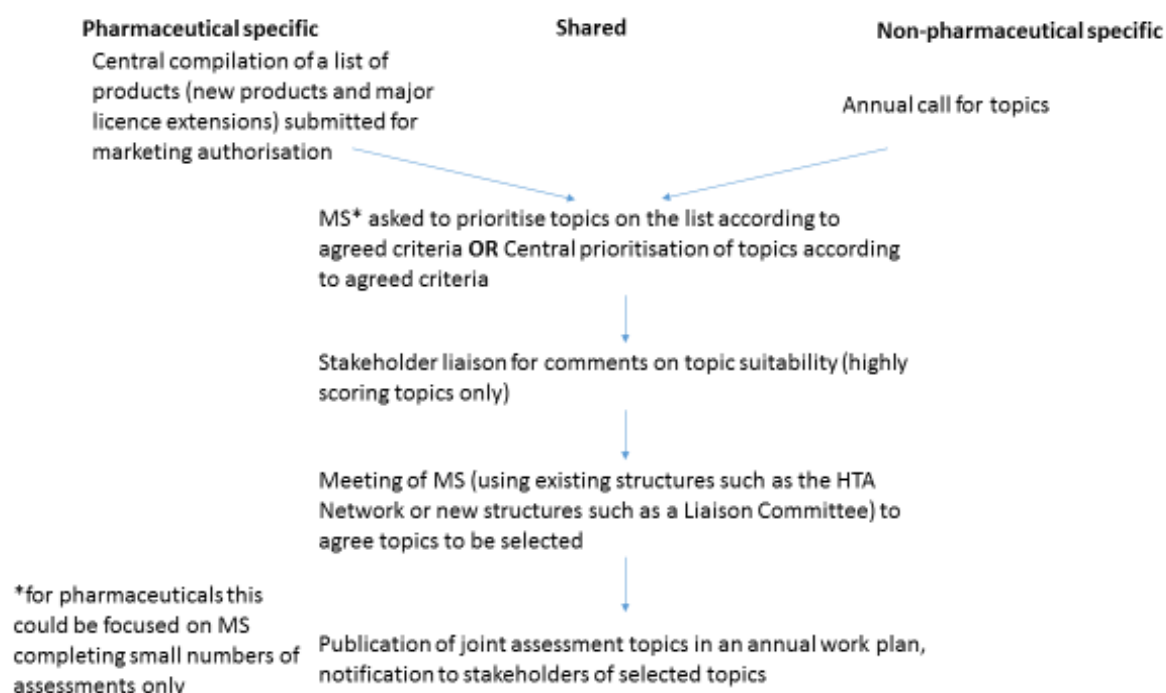 Pharmaceutical specific
Shared
Non-pharmaceutical specific
Central compilation of a list of
products (new products and major
licence extensions) submitted for
marketing authorisation
Annual call for topics
MS* asked to prioritise topics on the list according to
agreed criteria OR Central prioritisation of topics according
to agreed criteria
Stakeholder liaison for comments on topic suitability (highly
scoring topics only)
Meeting of MS (using existing structures such as the HTA
Network or new structures such as a Liaison Committee) to
agree topics to be selected
*for pharmaceuticals this
could be focused on MS
completing small numbers of
assessments only
Publication of joint assessment topics in an annual work plan,
notification to stakeholders of selected topics